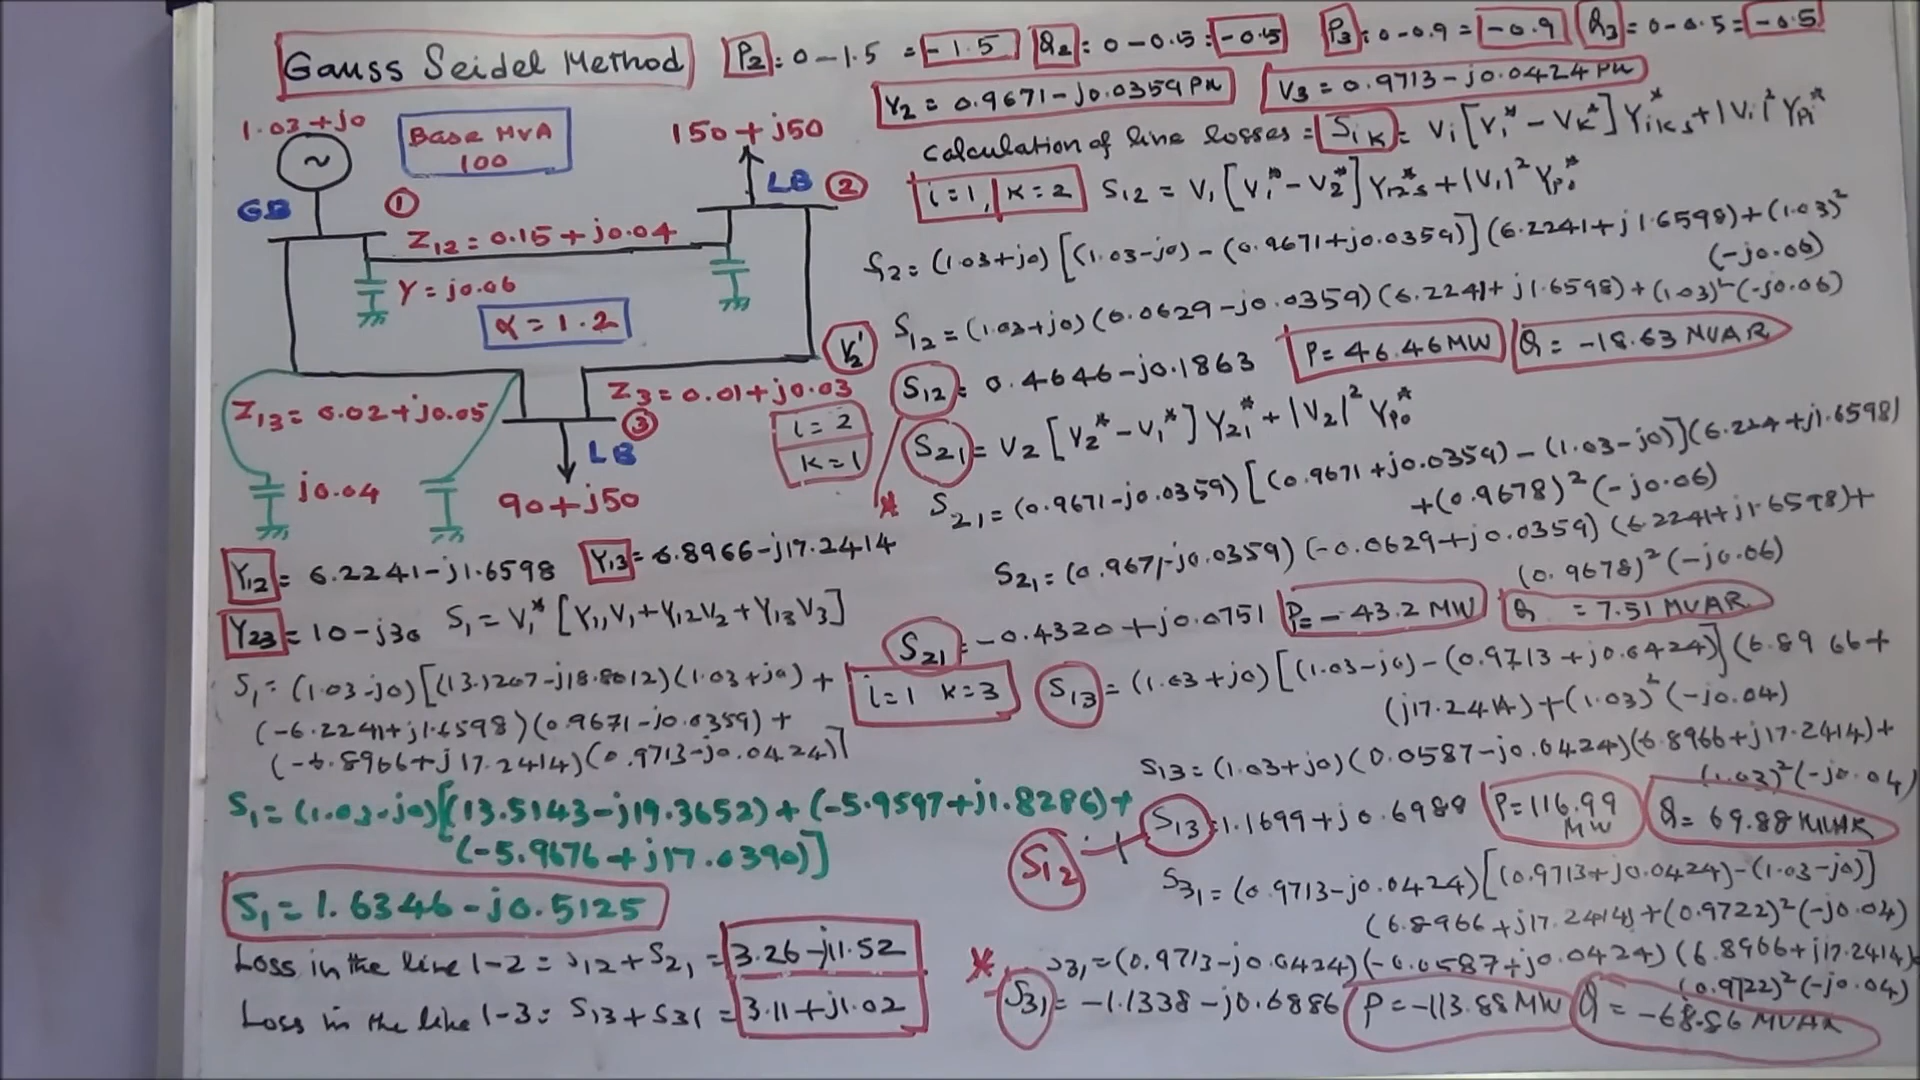 Gauss Seidel Method
P2 : 0 - 1.5 = -1.5
Q2 : 0 - 0.5 = -0.5
P3 : 0 - 0.9 = -0.9
Q3 = 0 - 0.5 = -0.5
V2 = 0.9671 - j0.0359 PU
V3 = 0.9713 - j0.0424 PU
1.03 + j0
Base MVA
100
150 + j50
GB
1
LB
2
Z12 = 0.15 + j0.04
Y = j0.06
α = 1.2
V2'
Z13 = 0.02 + j0.05
Z3 = 0.01 + j0.03
3
LB
j0.04
90 + j50
Y12 = 6.2241 - j1.6598
Y13 = 6.8966 - j17.2414
Y23 = 10 - j30
S1 = V1* [Y11V1 + Y12V2 + Y13V3]
S1 = (1.03 - j0)[(13.1207 - j18.8012)(1.03 + j0) +
(-6.2241 + j1.6598)(0.9671 - j0.0359) +
(-6.8966 + j17.2414)(0.9713 - j0.0424)]
S1 = (1.03 - j0)[(13.5143 - j19.3652) + (-5.9597 + j1.8286) +
(-5.9676 + j17.0390)]
S1 = 1.6346 - j0.5125
Loss in the line 1-2 = S12 + S21 = 3.26 - j11.52
Loss in the line 1-3 = S13 + S31 = 3.11 + j1.02
Calculation of line losses = Sik = Vi [Vi* - Vk*] Yiks* + |Vi|² Ypi*
i = 1, k = 2
S12 = V1 [V1* - V2*] Y12s* + |V1|² Yp0*
S12 = (1.03 + j0) [(1.03 - j0) - (0.9671 + j0.0359)] (6.2241 + j1.6598) + (1.03)²
(-j0.06)
S12 = (1.03 + j0) (0.0629 - j0.0359) (6.2241 + j1.6598) + (1.03)² (-j0.06)
S12 = 0.4646 - j0.1863
P = 46.46 MW
Q = -18.63 MVAR
i = 2
k = 1
S21 = V2 [V2* - V1*] Y21* + |V2|² Yp0*
S21 = (0.9671 - j0.0359) [(0.9671 + j0.0359) - (1.03 - j0)] (6.224 + j1.6598)
+ (0.9678)² (-j0.06)
S21 = (0.967 - j0.0359) (-0.0629 + j0.0359) (6.2241 + j1.6598) +
(0.9678)² (-j0.06)
S21 = -0.4320 + j0.0751
P = -43.2 MW
Q = 7.51 MVAR
i = 1 k = 3
S13 = (1.03 + j0) [(1.03 - j0) - (0.9713 + j0.0424)] (6.8966 +
(j17.2414) + (1.03)² (-j0.04)
S13 = (1.03 + j0) (0.0587 - j0.0424) (6.8966 + j17.2414) +
(1.03)² (-j0.04)
S12 + S13 = 1.1699 + j0.6988
P = 116.99
MW
Q = 69.88 MVAR
S31 = (0.9713 - j0.0424) [(0.9713 + j0.0424) - (1.03 - j0)]
(6.8966 + j17.2414) + (0.9722)² (-j0.04)
S31 = (0.9713 - j0.0424) (-0.0587 + j0.0424) (6.8966 + j17.2414) +
(0.9722)² (-j0.04)
S31 = -1.1338 - j0.6886
P = -113.88 MW
Q = -68.86 MVAR